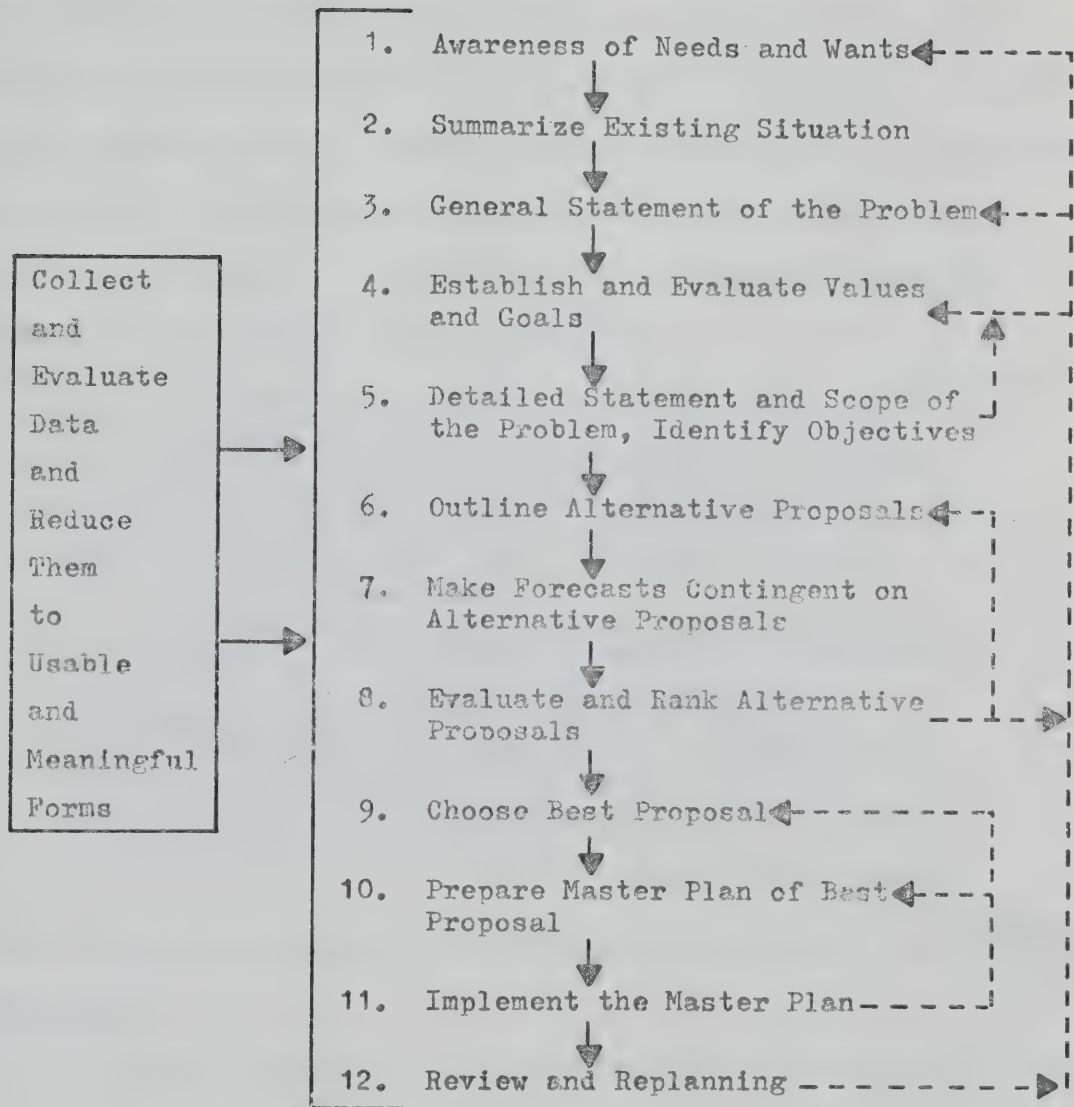 1. Awareness of Needs and Wants
2. Summarize Existing Situation
3. General Statement of the Problem
4. Establish and Evaluate Values
and Goals
5. Detailed Statement and Scope of
the Problem, Identify Objectives
6. Outline Alternative Proposals
7. Make Forecasts Contingent on
Alternative Proposals
8. Evaluate and Rank Alternative
Proposals
9. Choose Best Proposal
10. Prepare Master Plan of Best
Proposal
11. Implement the Master Plan
12. Review and Replanning
Collect
and
Evaluate
Data
and
Reduce
Them
to
Usable
and
Meaningful
Forms